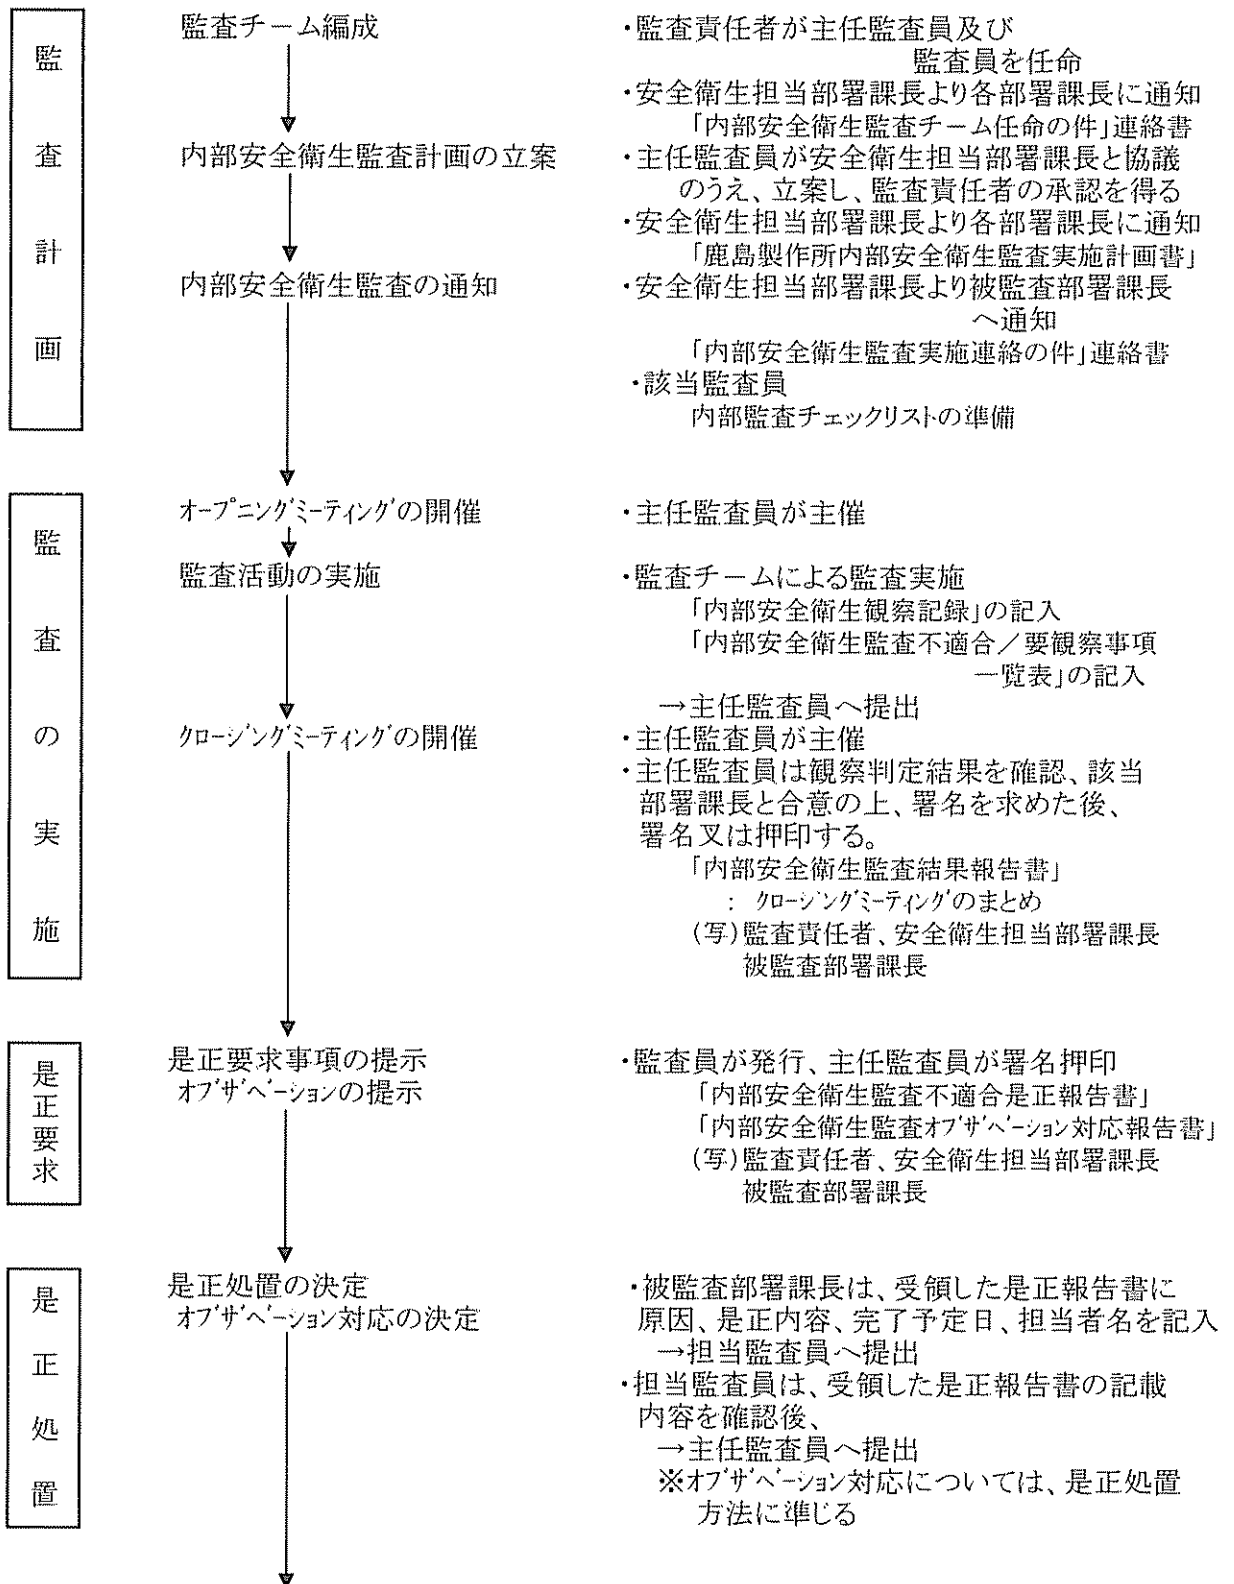 監査計画
監査チーム編成
・監査責任者が主任監査員及び
監査員を任命
・安全衛生担当部署課長より各部署課長に通知
「内部安全衛生監査チーム任命の件」連絡書
内部安全衛生監査計画の立案
・主任監査員が安全衛生担当部署課長と協議
のうえ、立案し、監査責任者の承認を得る
・安全衛生担当部署課長より各部署課長に通知
「鹿島製作所内部安全衛生監査実施計画書」
内部安全衛生監査の通知
・安全衛生担当部署課長より被監査部署課長
へ通知
「内部安全衛生監査実施連絡の件」連絡書
・該当監査員
内部監査チェックリストの準備
監査の実施
オープニングミーティングの開催
・主任監査員が主催
監査活動の実施
・監査チームによる監査実施
「内部安全衛生観察記録」の記入
「内部安全衛生監査不適合／要観察事項
一覧表」の記入
→主任監査員へ提出
クロージングミーティングの開催
・主任監査員が主催
・主任監査員は観察判定結果を確認、該当
部署課長と合意の上、署名を求めた後、
署名又は押印する。
「内部安全衛生監査結果報告書」
： クロージングミーティングのまとめ
(写)監査責任者、安全衛生担当部署課長
被監査部署課長
是正要求
是正要求事項の提示
オブザベーションの提示
・監査員が発行、主任監査員が署名押印
「内部安全衛生監査不適合是正報告書」
「内部安全衛生監査オブザベーション対応報告書」
(写)監査責任者、安全衛生担当部署課長
被監査部署課長
是正処置
是正処置の決定
オブザベーション対応の決定
・被監査部署課長は、受領した是正報告書に
原因、是正内容、完了予定日、担当者名を記入
→担当監査員へ提出
・担当監査員は、受領した是正報告書の記載
内容を確認後、
→主任監査員へ提出
※オブザベーション対応については、是正処置
方法に準じる